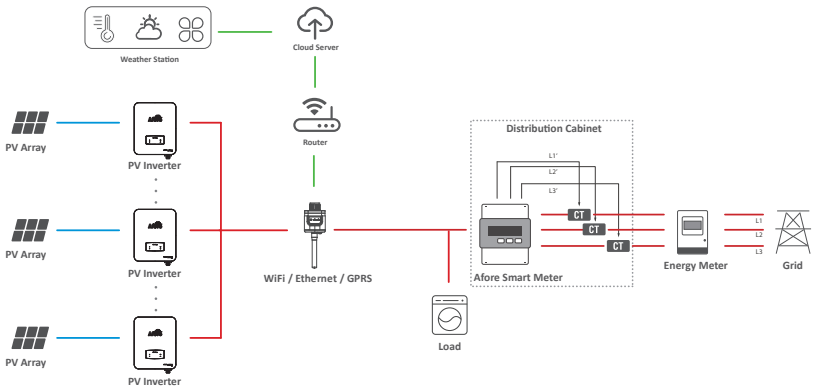 Weather Station
Cloud Server
Router
PV Array
PV Inverter
PV Array
PV Inverter
PV Array
PV Inverter
WiFi / Ethernet / GPRS
Load
Distribution Cabinet
L1'
L2'
L3'
CT
CT
CT
Afore Smart Meter
Energy Meter
L1
L2
L3
Grid